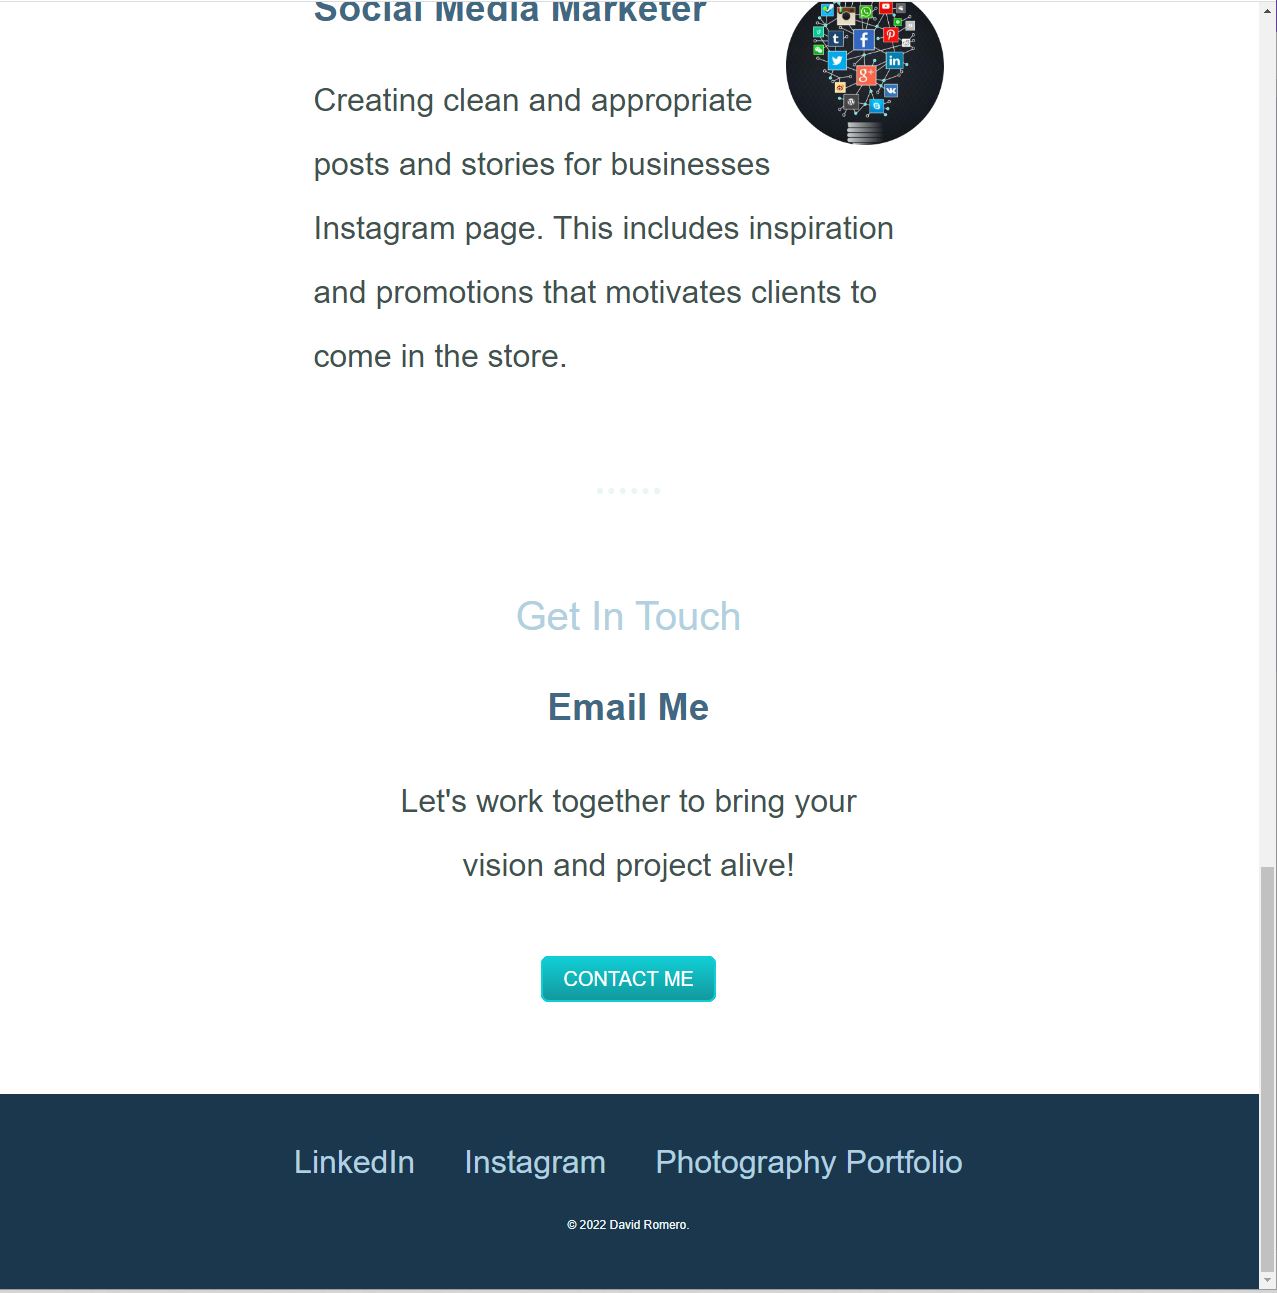 Social Media Marketer
Creating clean and appropriate
posts and stories for businesses
Instagram page. This includes inspiration
and promotions that motivates clients to
come in the store.
Get In Touch
Email Me
Let's work together to bring your
vision and project alive!
CONTACT ME
LinkedIn Instagram Photography Portfolio
© 2022 David Romero.